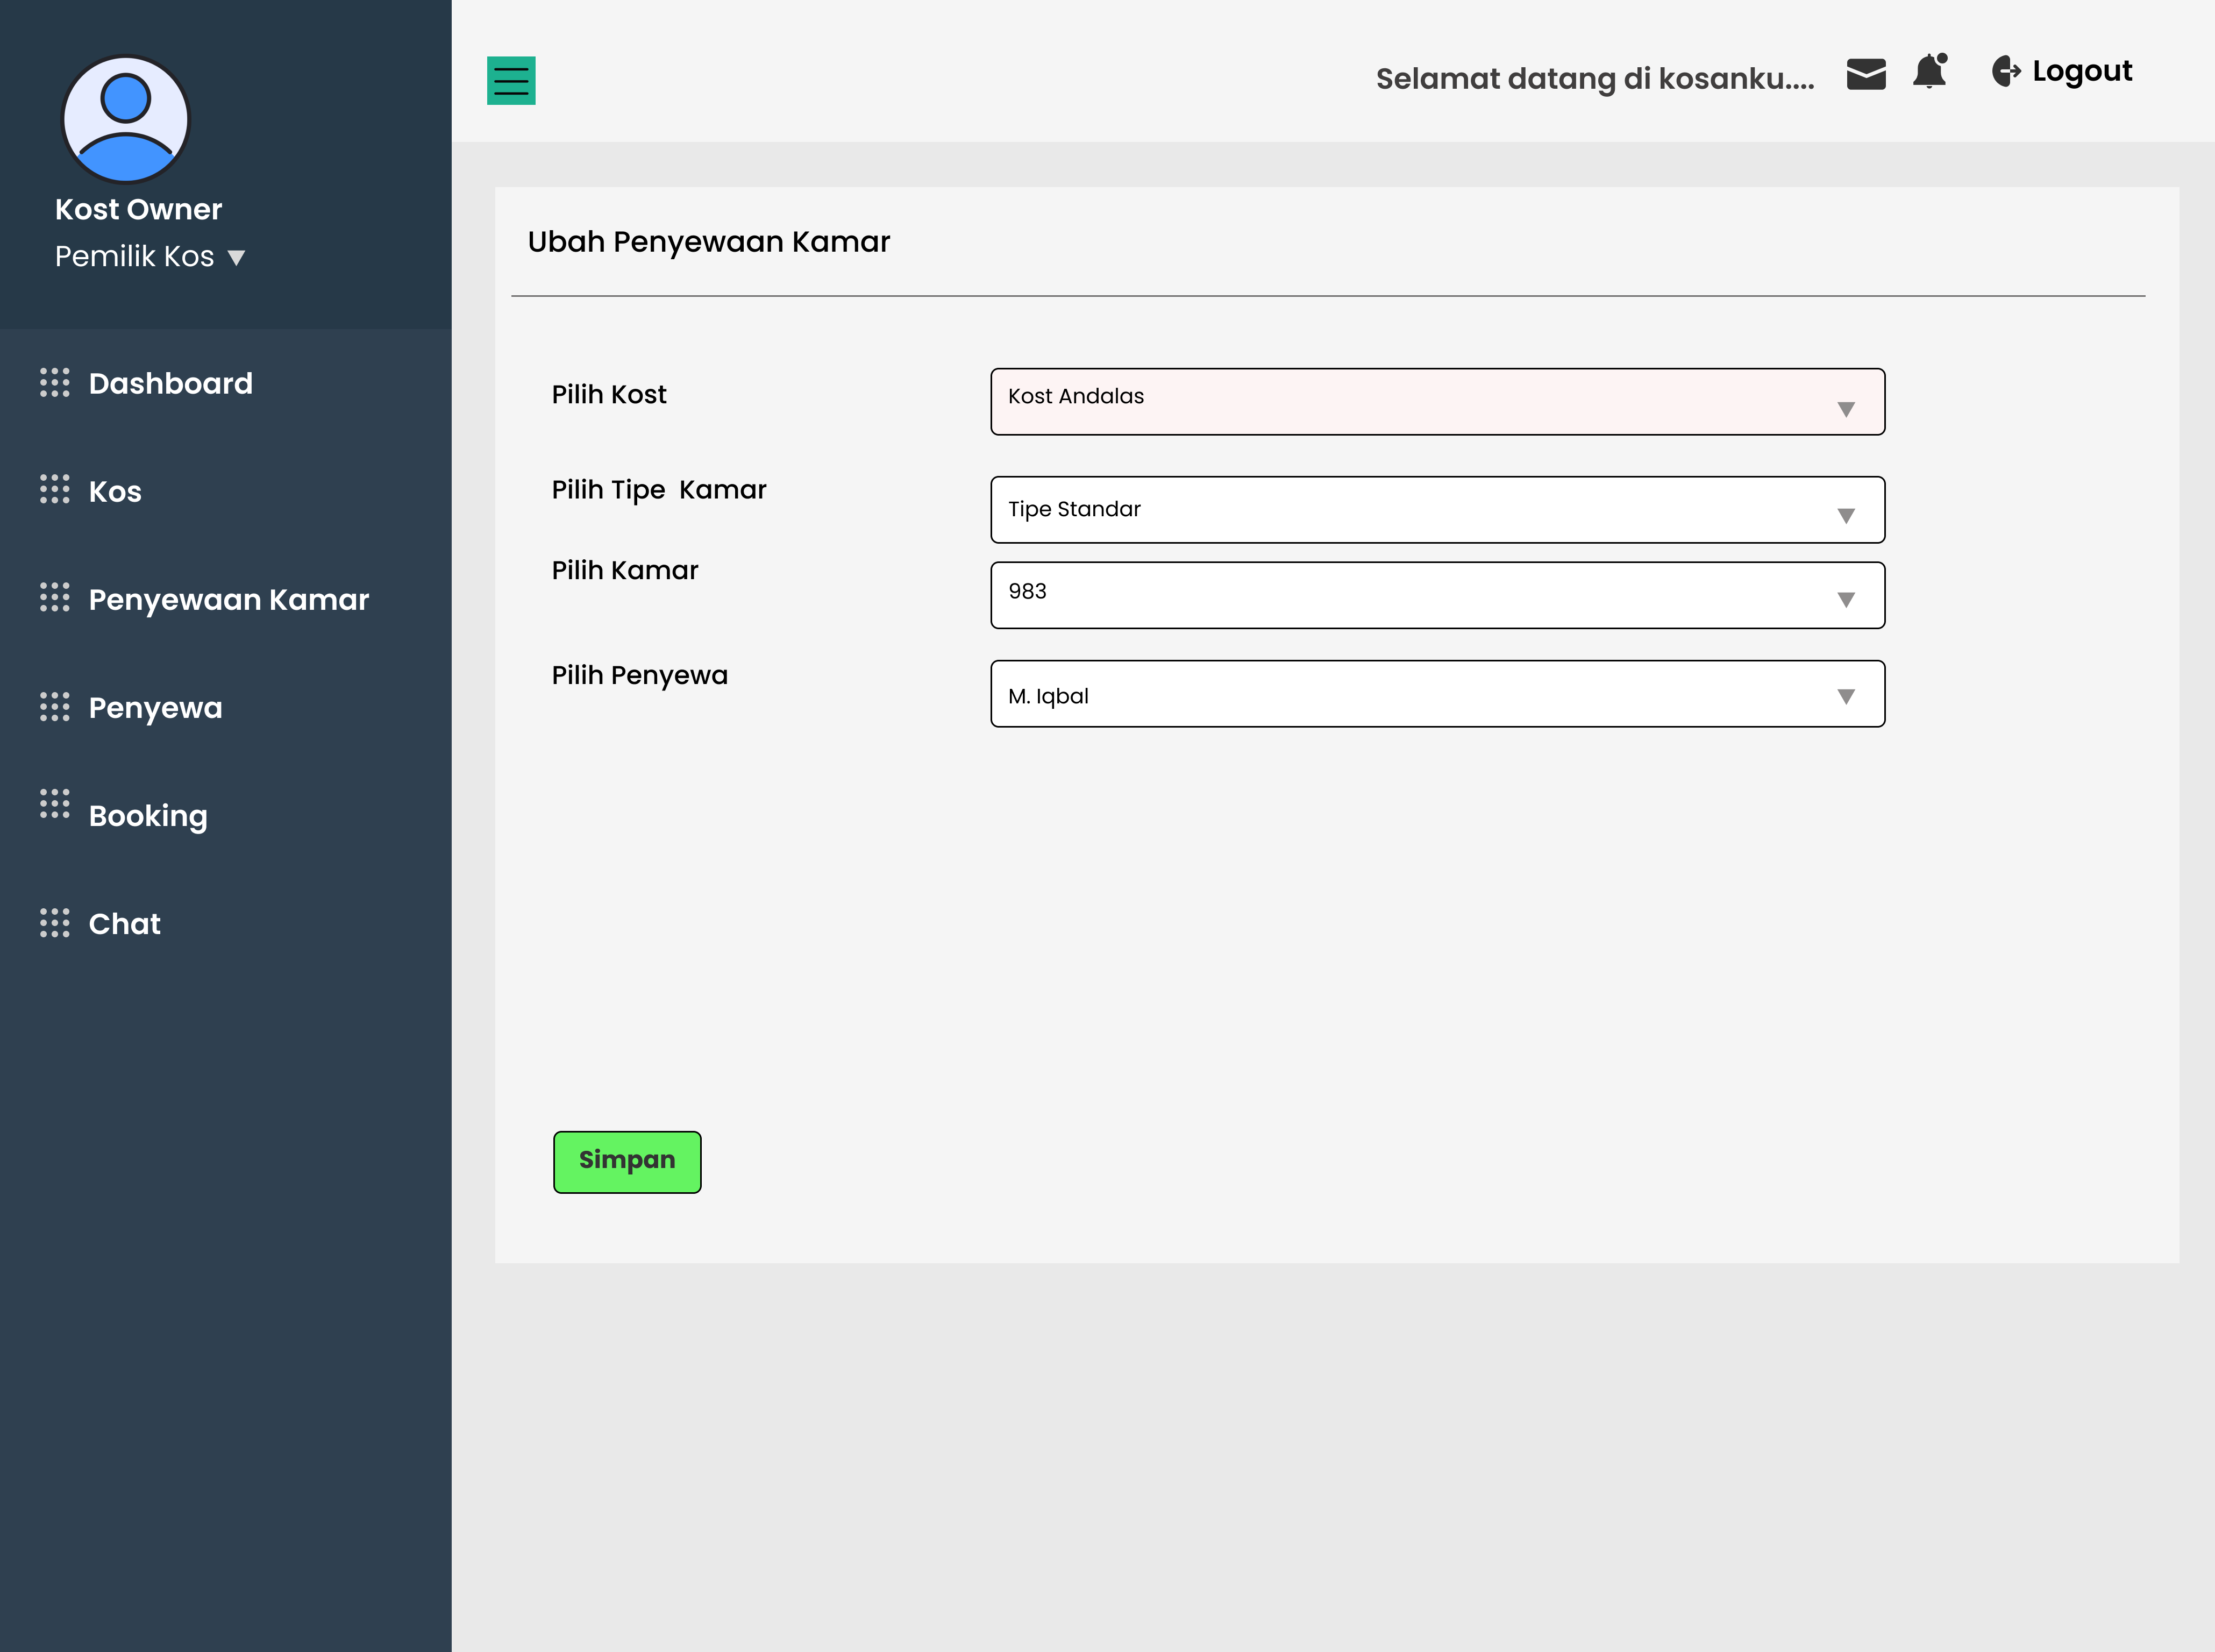 Kost Owner
Pemilik Kos
Dashboard
Kos
Penyewaan Kamar
Penyewa
Booking
Chat
Selamat datang di kosanku....
Logout
Ubah Penyewaan Kamar
Pilih Kost
Kost Andalas
Pilih Tipe  Kamar
Tipe Standar
Pilih Kamar
983
Pilih Penyewa
M. Iqbal
Simpan